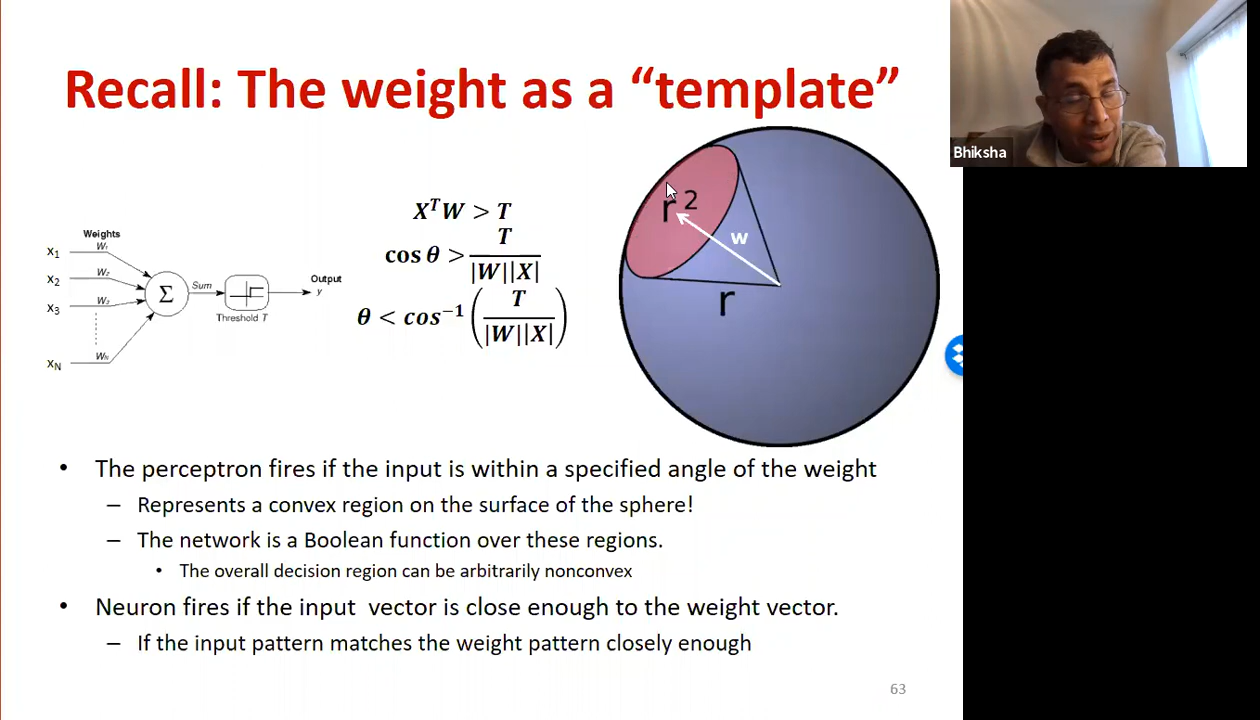 Recall: The weight as a “template”
Bhiksha
Weights
X1 W1
X2 W2
X3 W3
XN WN
Σ
Sum
Threshold T
Output
y
X^T W > T
cos θ > T / |W||X|
θ < cos^-1 ( T / |W||X| )
r 2
w
r
• The perceptron fires if the input is within a specified angle of the weight
– Represents a convex region on the surface of the sphere!
– The network is a Boolean function over these regions.
• The overall decision region can be arbitrarily nonconvex
• Neuron fires if the input vector is close enough to the weight vector.
– If the input pattern matches the weight pattern closely enough
63